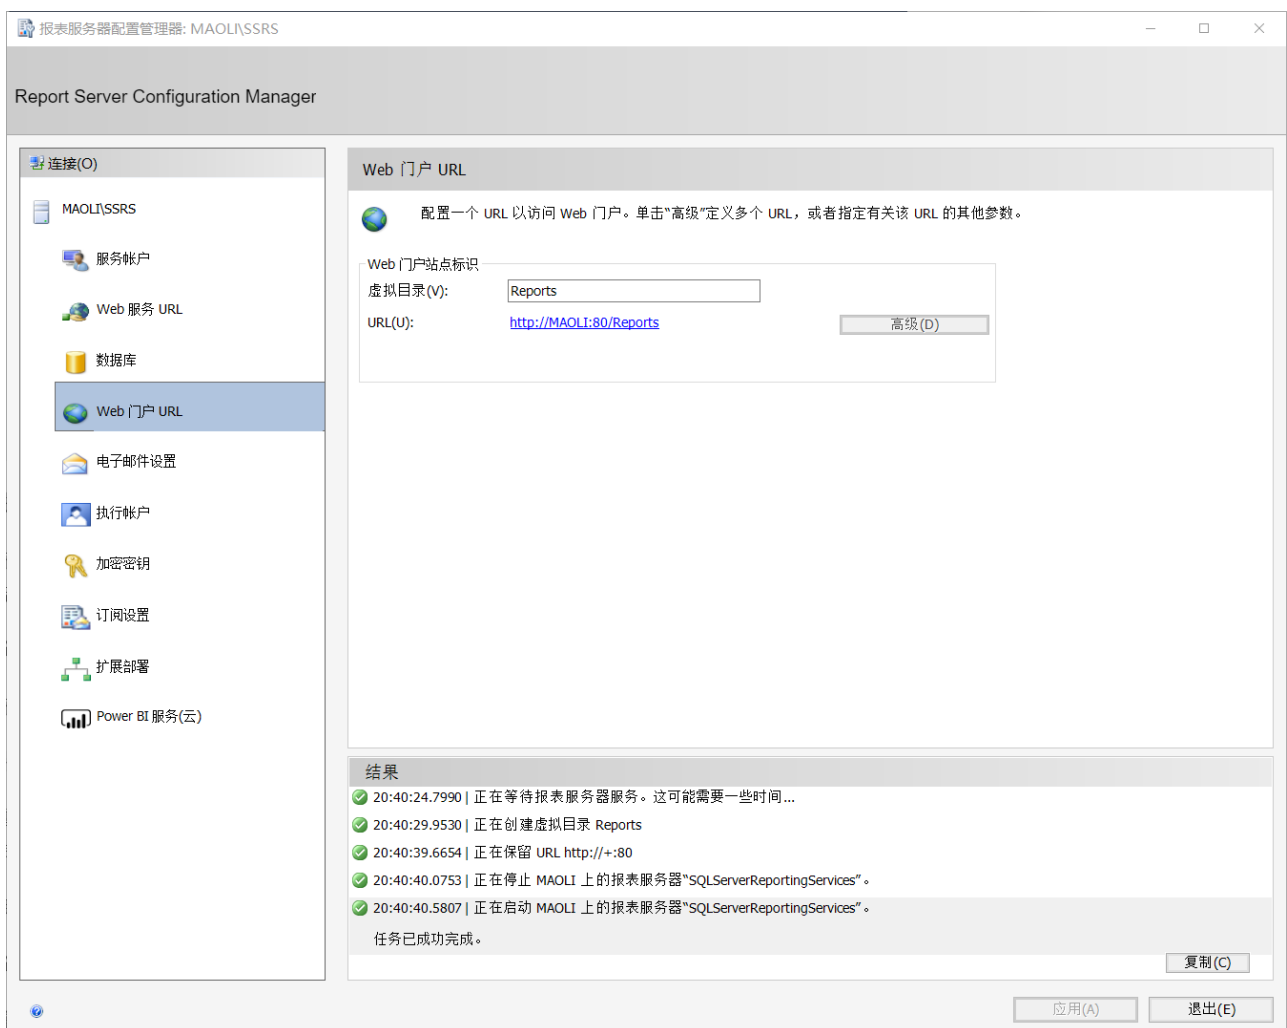 报表服务器配置管理器: MAOLI\SSRS
Report Server Configuration Manager
连接(O)
MAOLI\SSRS
服务帐户
Web 服务 URL
数据库
Web 门户 URL
电子邮件设置
执行帐户
加密密钥
订阅设置
扩展部署
Power BI 服务(云)
Web 门户 URL
配置一个 URL 以访问 Web 门户。单击“高级”定义多个 URL，或者指定有关该 URL 的其他参数。
Web 门户站点标识
虚拟目录(V): Reports
URL(U): http://MAOLI:80/Reports 高级(D)
结果
20:40:24.7990 | 正在等待报表服务器服务。这可能需要一些时间...
20:40:29.9530 | 正在创建虚拟目录 Reports
20:40:39.6654 | 正在保留 URL http://+:80
20:40:40.0753 | 正在停止 MAOLI 上的报表服务器“SQLServerReportingServices”。
20:40:40.5807 | 正在启动 MAOLI 上的报表服务器“SQLServerReportingServices”。
任务已成功完成。
复制(C)
应用(A) 退出(E)